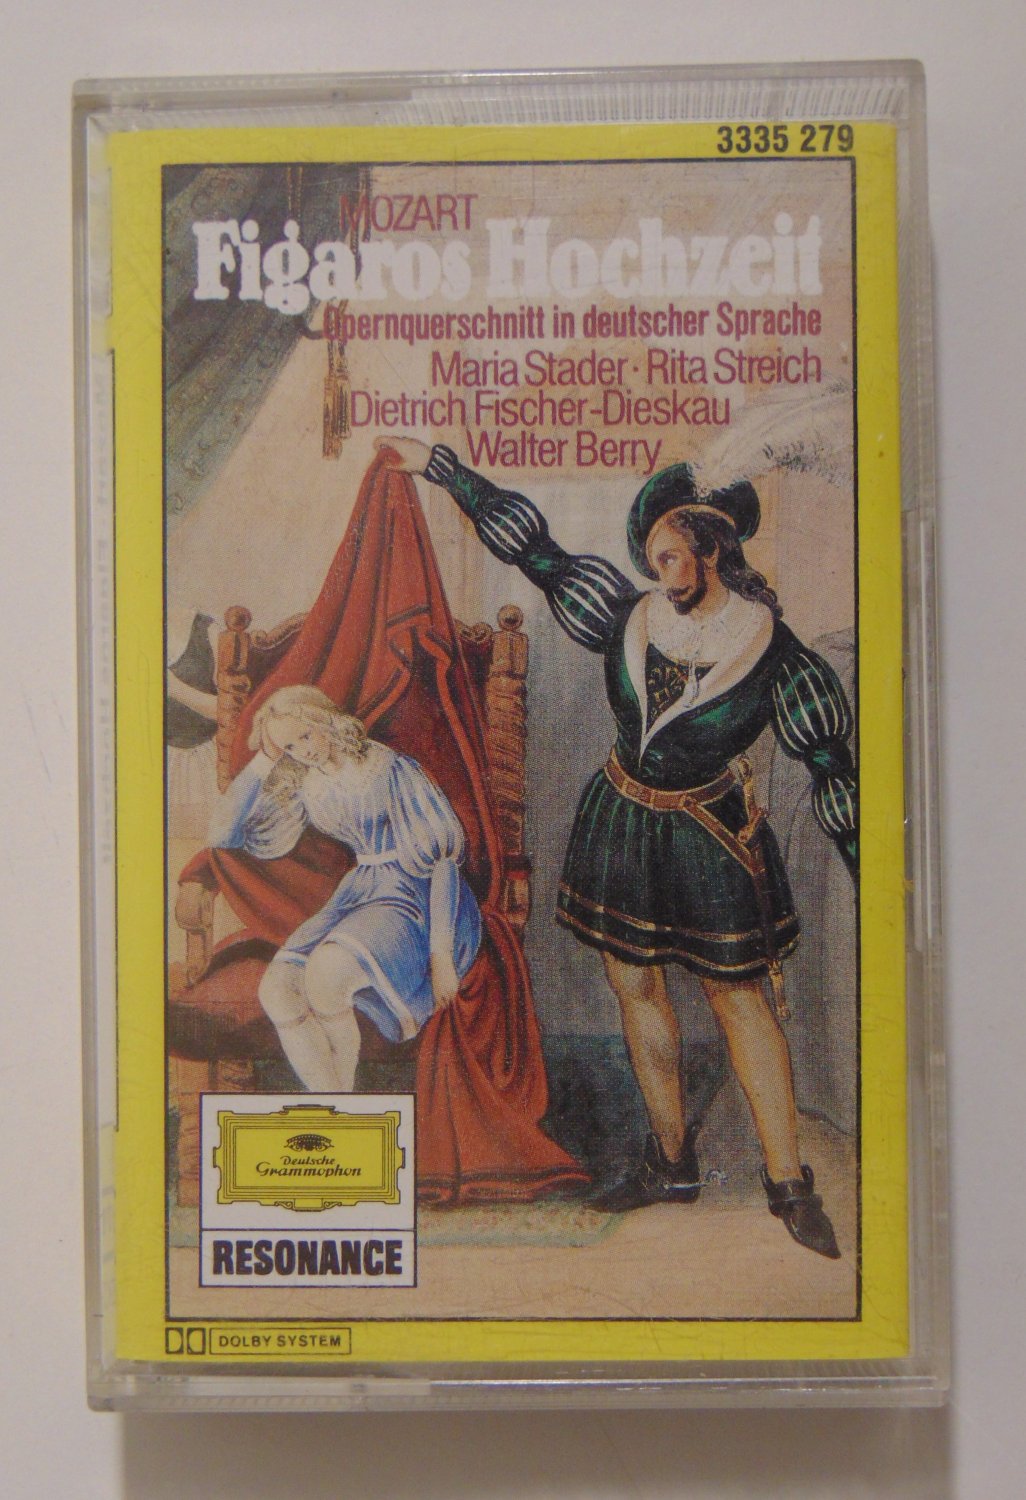 3335 279
MOZART
Figaros Hochzeit
Opernquerschnitt in deutscher Sprache
Maria Stader · Rita Streich
Dietrich Fischer-Dieskau
Walter Berry
Deutsche
Grammophon
RESONANCE
DOLBY SYSTEM